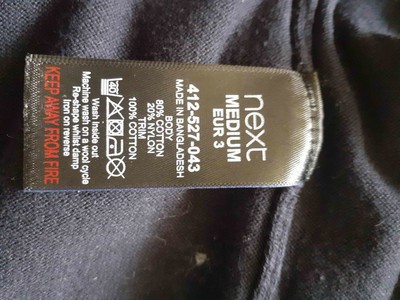 next
MEDIUM
EUR 3
412-527-043
MADE IN BANGLADESH
BODY
80% COTTON
20% NYLON
TRIM
100% COTTON
Wash inside out
Machine wash on a wool cycle
Re-shape whilst damp
Iron on reverse
KEEP AWAY FROM FIRE